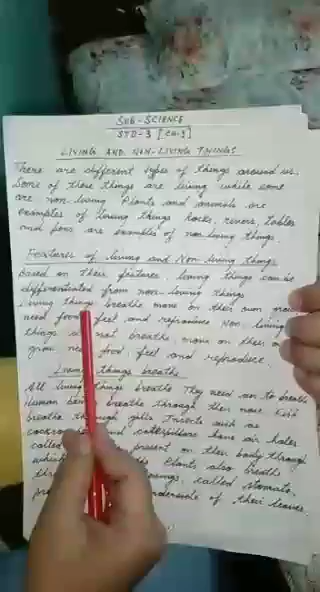 SUB-SCIENCE
STD-3 [CH-1]
LIVING AND NON-LIVING THINGS
There are different types of things around us.
Some of these things are living while some
are non-living. Plants and animals are
examples of living things rocks, rivers, tables
and fans are examples of non living things.
Features of living and Non living things
Based on their features living things can be
differentiated from non-living things
Living things breathe move on their own
need food feel and reproduce Non living
things not breathe, move on their
grow need food, feel and reproduce.
Living things breathe
All living things breathe They need air to breathe
Human beings breathe through their nose. Fish
breathe through gills. Insects such as
and caterpillars have air holes
called present on their body through
which Plants also breathe
called stomata
underside of their leaves.